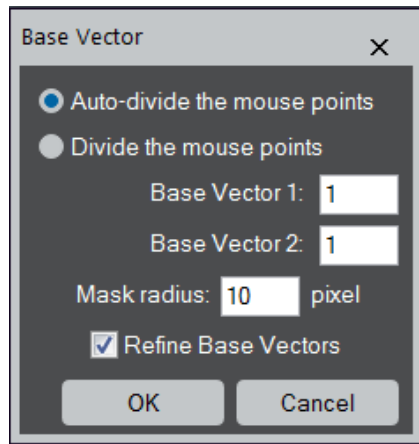 Base Vector
Auto-divide the mouse points
Divide the mouse points
Base Vector 1: 1
Base Vector 2: 1
Mask radius: 10 pixel
Refine Base Vectors
OK Cancel